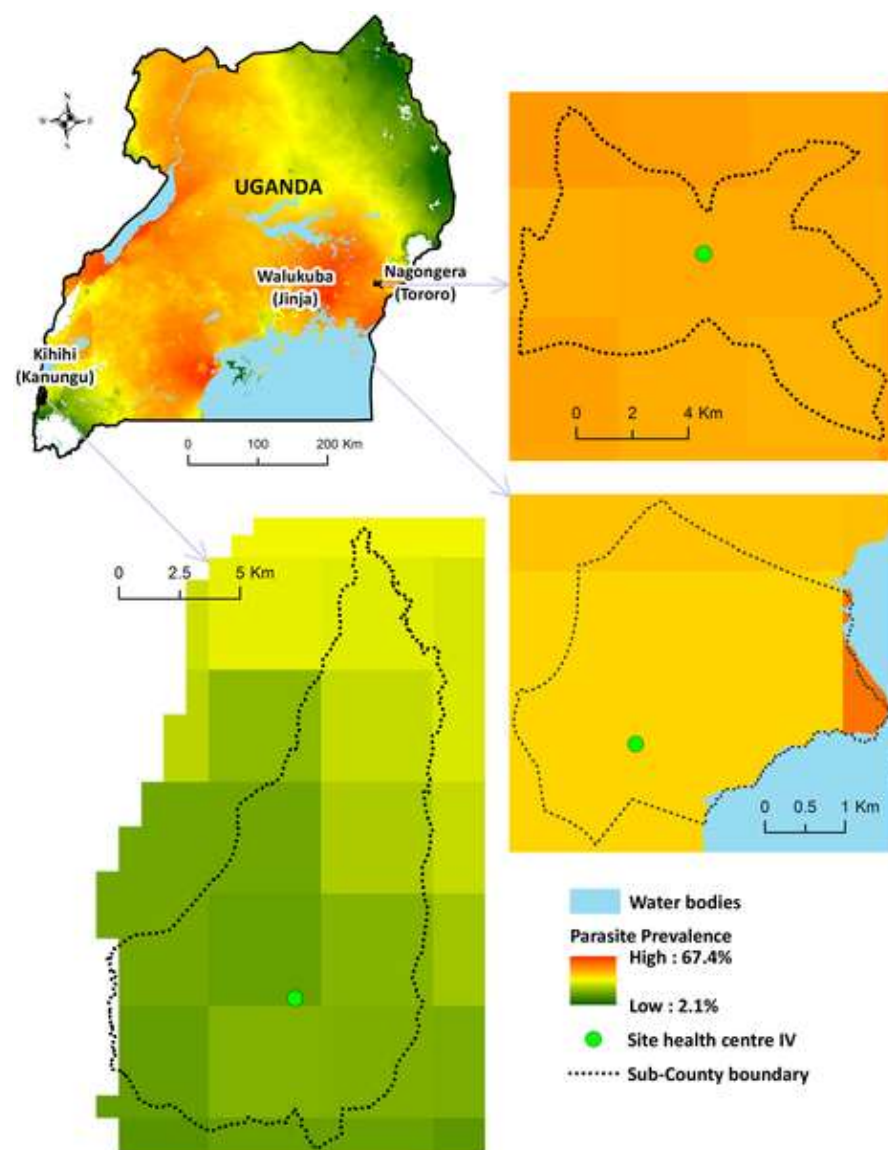 N
W
E
S
UGANDA
Walukuba
(Jinja)
Nagongera
(Tororo)
Kihihi
(Kanungu)
0 100 200 Km
0 2 4 Km
0 2.5 5 Km
0 0.5 1 Km
Water bodies
Parasite Prevalence
High : 67.4%
Low : 2.1%
Site health centre IV
Sub-County boundary